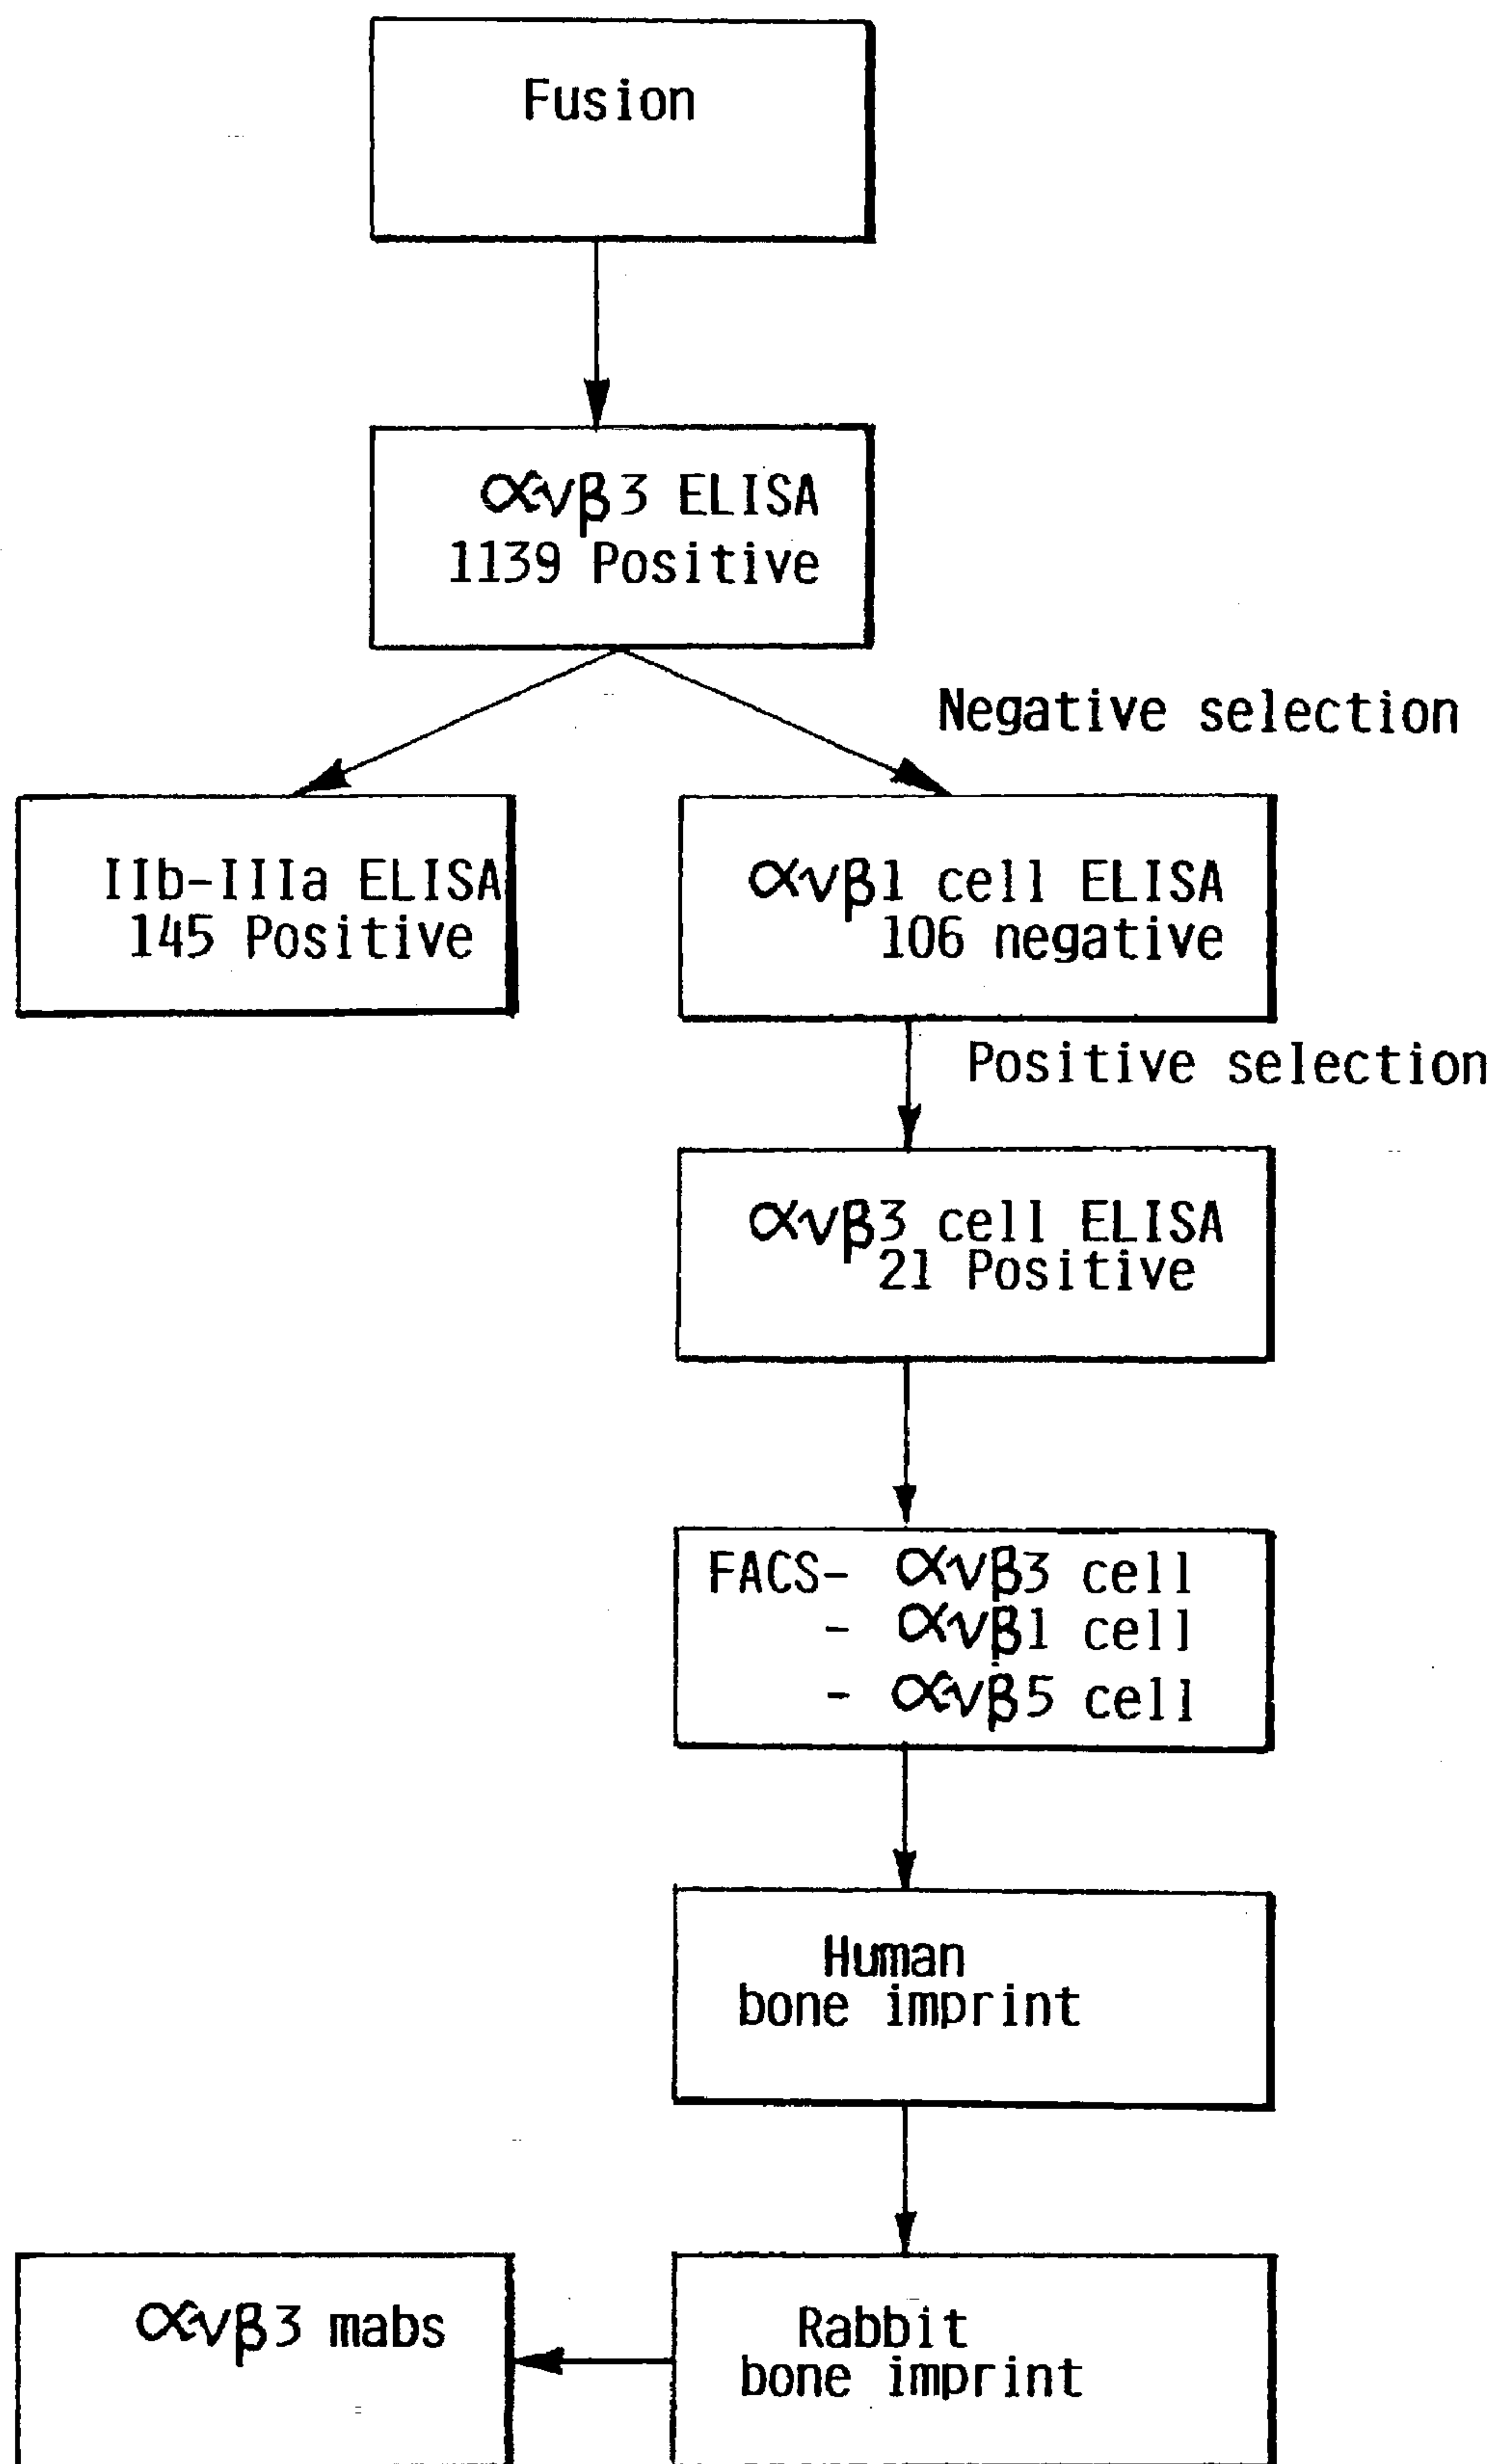 Fusion
αvβ3 ELISA
1139 Positive
Negative selection
IIb-IIIa ELISA
145 Positive
αvβ1 cell ELISA
106 negative
Positive selection
αvβ3 cell ELISA
21 Positive
FACS- αvβ3 cell
- αvβ1 cell
- αvβ5 cell
Human
bone imprint
αvβ3 mabs
Rabbit
bone imprint